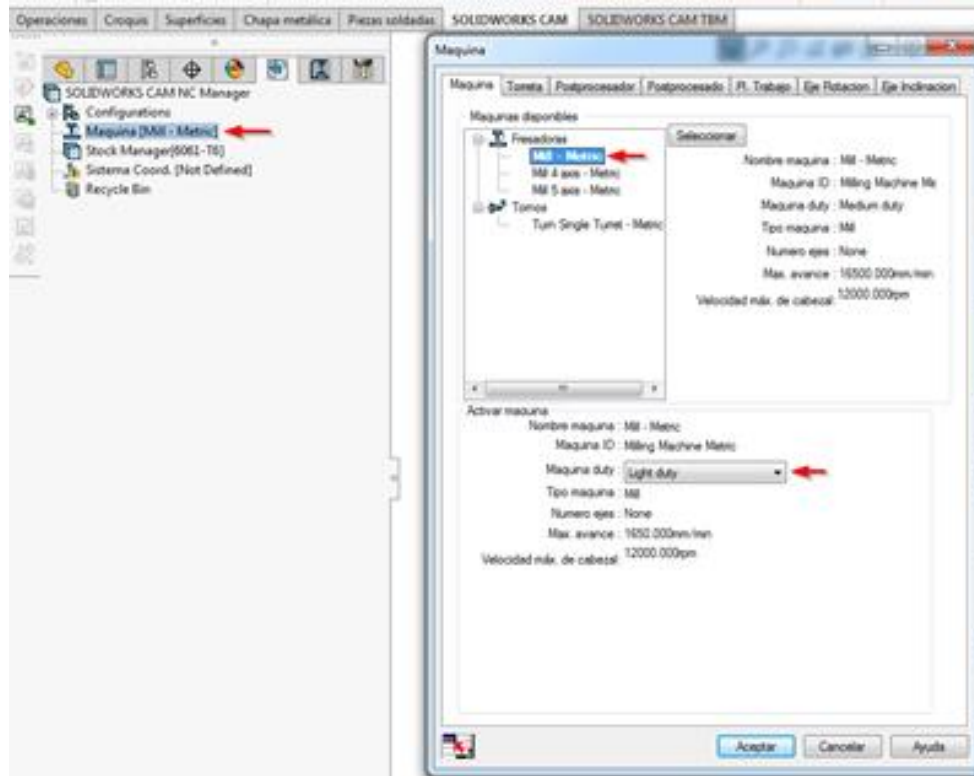 Operaciones Croquis Superficies Chapa metálica Piezas soldadas SOLIDWORKS CAM SOLIDWORKS CAM TBM
SOLIDWORKS CAM NC Manager
Configurations
Maquina [Mill - Metric]
Stock Manager[6061-T6]
Sistema Coord. [Not Defined]
Recycle Bin
Maquina
Maquina Torreta Postprocesador Postprocesado Pl. Trabajo Eje Rotacion Eje Inclinacion
Maquinas disponibles
Fresadoras
Mill - Metric
Mill 4 axis - Metric
Mill 5 axis - Metric
Tornos
Turn Single Turret - Metric
Seleccionar
Nombre maquina : Mill - Metric
Maquina ID : Milling Machine Me
Maquina duty : Medium duty
Tipo maquina : Mill
Numero ejes : None
Max. avance : 16500.000mm/min
Velocidad máx. de cabezal: 12000.000rpm
Activar maquina
Nombre maquina : Mill - Metric
Maquina ID : Milling Machine Metric
Maquina duty : Light duty
Tipo maquina : Mill
Numero ejes : None
Max. avance : 1650.000mm/min
Velocidad máx. de cabezal: 12000.000rpm
Aceptar Cancelar Ayuda